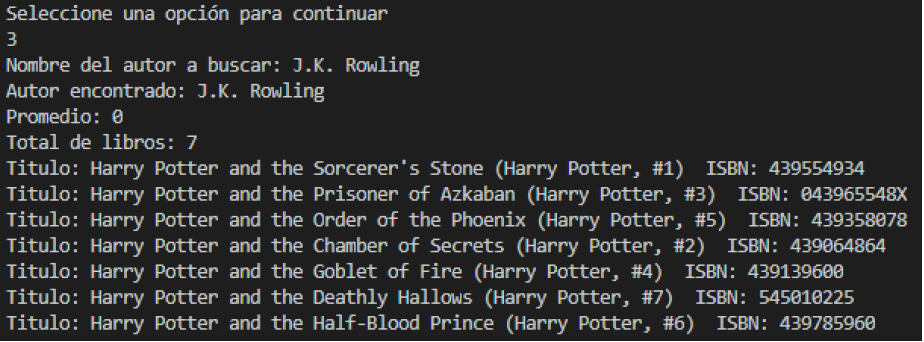 Seleccione una opción para continuar
3
Nombre del autor a buscar: J.K. Rowling
Autor encontrado: J.K. Rowling
Promedio: 0
Total de libros: 7
Titulo: Harry Potter and the Sorcerer's Stone (Harry Potter, #1)  ISBN: 439554934
Titulo: Harry Potter and the Prisoner of Azkaban (Harry Potter, #3)  ISBN: 043965548X
Titulo: Harry Potter and the Order of the Phoenix (Harry Potter, #5)  ISBN: 439358078
Titulo: Harry Potter and the Chamber of Secrets (Harry Potter, #2)  ISBN: 439064864
Titulo: Harry Potter and the Goblet of Fire (Harry Potter, #4)  ISBN: 439139600
Titulo: Harry Potter and the Deathly Hallows (Harry Potter, #7)  ISBN: 545010225
Titulo: Harry Potter and the Half-Blood Prince (Harry Potter, #6)  ISBN: 439785960